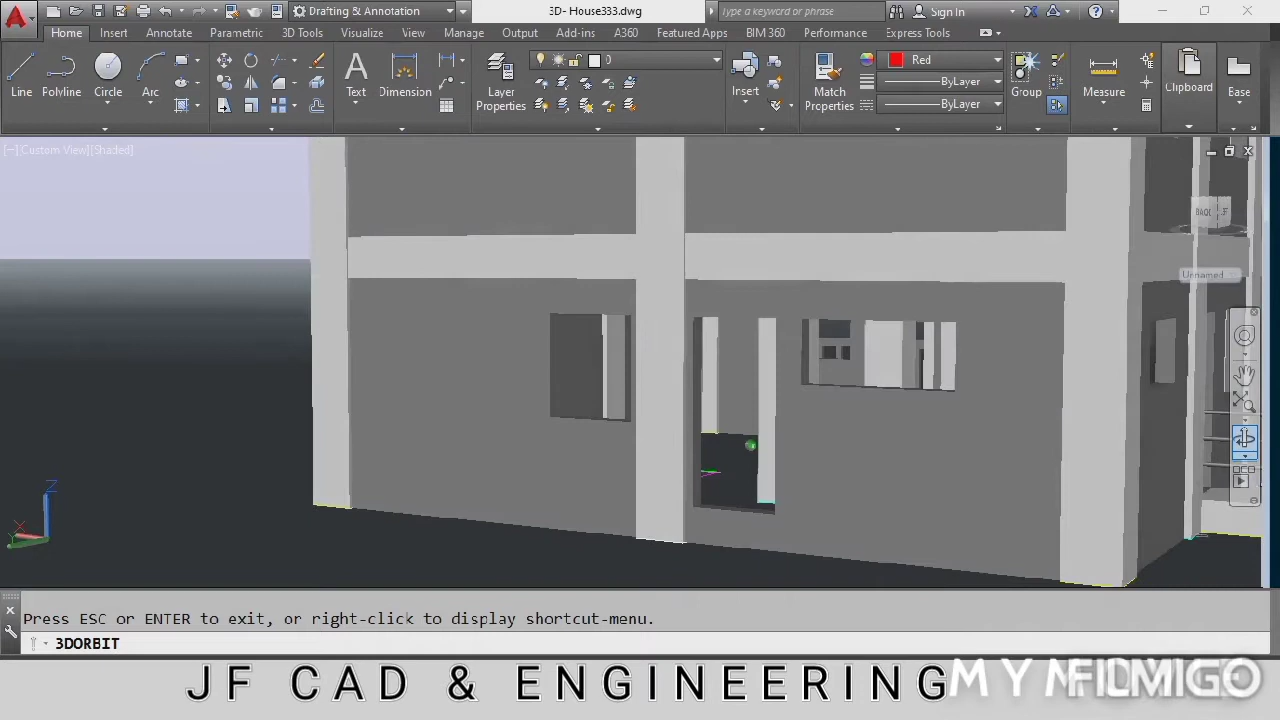 Drafting & Annotation
3D- House333.dwg
Type a keyword or phrase
Sign In
Home Insert Annotate Parametric 3D Tools Visualize View Manage Output Add-ins A360 Featured Apps BIM 360 Performance Express Tools
Line Polyline Circle Arc
Text Dimension
Layer Properties
0
Insert
Match Properties
Red
ByLayer
ByLayer
Group
Measure
Clipboard
Ease
[−][Custom View][Shaded]
Unnamed
Z
X
Y
Press ESC or ENTER to exit, or right-click to display shortcut-menu.
3DORBIT
JF CAD & ENGINEERING
FILMIGO